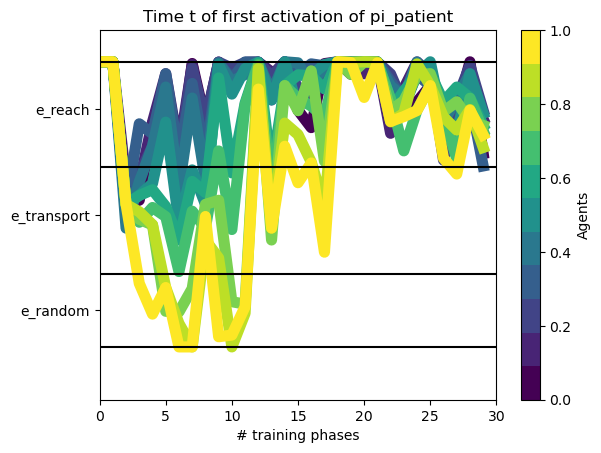 Time t of first activation of pi_patient
e_reach
e_transport
e_random
0
5
10
15
20
25
30
# training phases
1.0
0.8
0.6
0.4
0.2
0.0
Agents